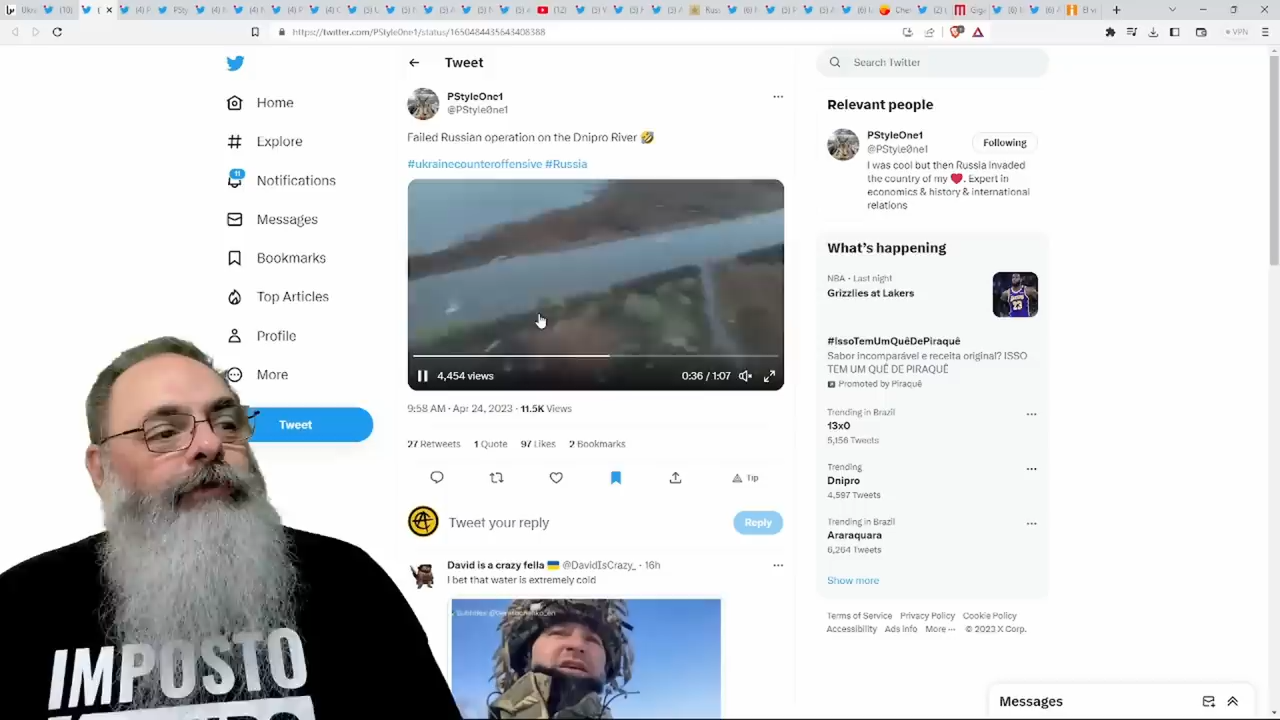 https://twitter.com/PStyle0ne1/status/1650484435643408388
VPN
Home
Explore
11
Notifications
Messages
Bookmarks
Top Articles
Profile
More
Tweet
Tweet
PStyleOne1
@PStyle0ne1
Failed Russian operation on the Dnipro River 🤣
#ukrainecounteroffensive #Russia
4,454 views
0:36 / 1:07
9:58 AM · Apr 24, 2023 · 11.5K Views
27 Retweets 1 Quote 97 Likes 2 Bookmarks
Tip
Tweet your reply
Reply
David is a crazy fella 🇺🇦 @DavidIsCrazy_ · 16h
I bet that water is extremely cold
Search Twitter
Relevant people
PStyleOne1
@PStyle0ne1
Following
I was cool but then Russia invaded
the country of my ❤️. Expert in
economics & history & international
relations
What's happening
NBA · Last night
Grizzlies at Lakers
23
#IssoTemUmQuêDePiraquê
Sabor incomparável e receita original? ISSO
TEM UM QUÊ DE PIRAQUÊ
Promoted by Piraquê
Trending in Brazil
13x0
5,156 Tweets
Trending
Dnipro
4,597 Tweets
Trending in Brazil
Araraquara
6,264 Tweets
Show more
Terms of Service Privacy Policy Cookie Policy
Accessibility Ads info More ··· © 2023 X Corp.
Messages
IMPOSTO